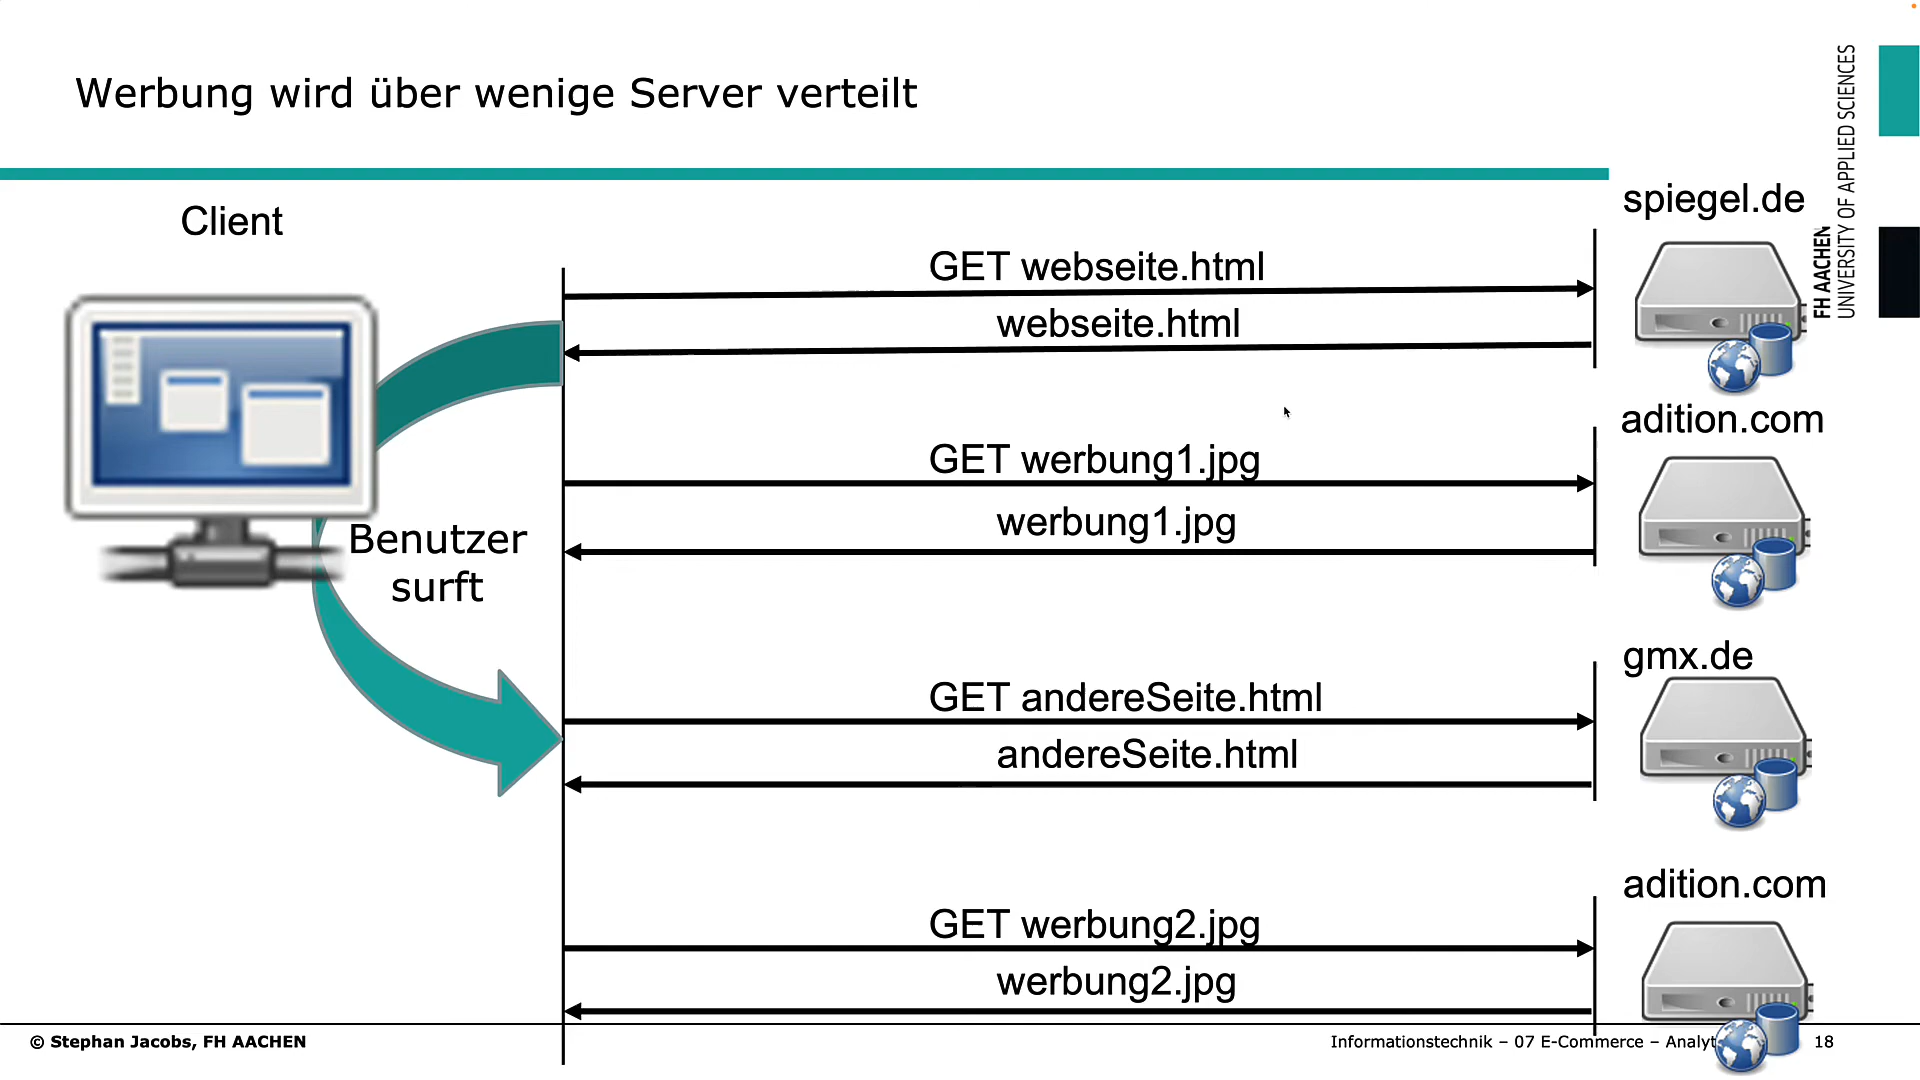 Werbung wird über wenige Server verteilt
FH AACHEN
UNIVERSITY OF APPLIED SCIENCES
Client
spiegel.de
GET webseite.html
webseite.html
adition.com
GET werbung1.jpg
werbung1.jpg
Benutzer
surft
gmx.de
GET andereSeite.html
andereSeite.html
adition.com
GET werbung2.jpg
werbung2.jpg
© Stephan Jacobs, FH AACHEN
Informationstechnik – 07 E-Commerce – Analyt
18